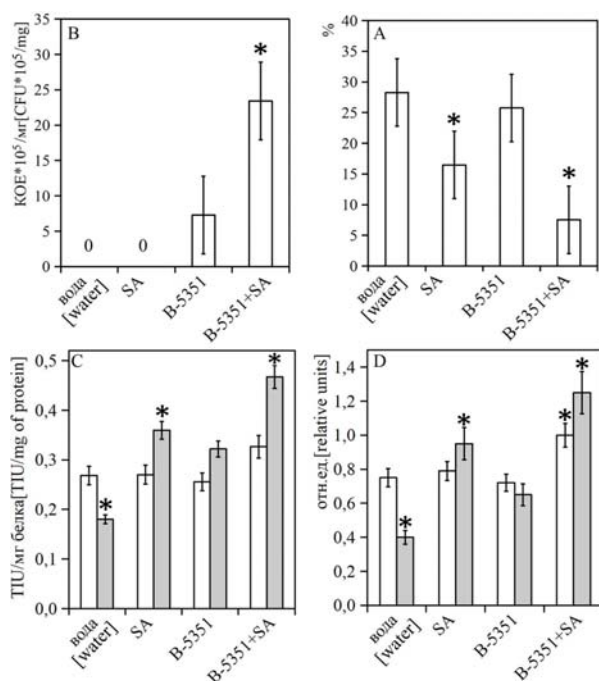 B
КОЕ*10⁵/мг[CFU*10⁵/mg]
35
30
25
20
15
10
5
0
0
0
*
вода
[water]
SA
B-5351
B-5351+SA
A
%
40
35
30
25
20
15
10
5
0
*
*
вода
[water]
SA
B-5351
B-5351+SA
C
TIU/мг белка[TIU/mg of protein]
0,5
0,4
0,3
0,2
0,1
0,0
*
*
*
вода
[water]
SA
B-5351
B-5351+SA
D
отн.ед.[relative units]
1,4
1,2
1,0
0,8
0,6
0,4
0,2
0,0
*
*
*
*
вода
[water]
SA
B-5351
B-5351+SA